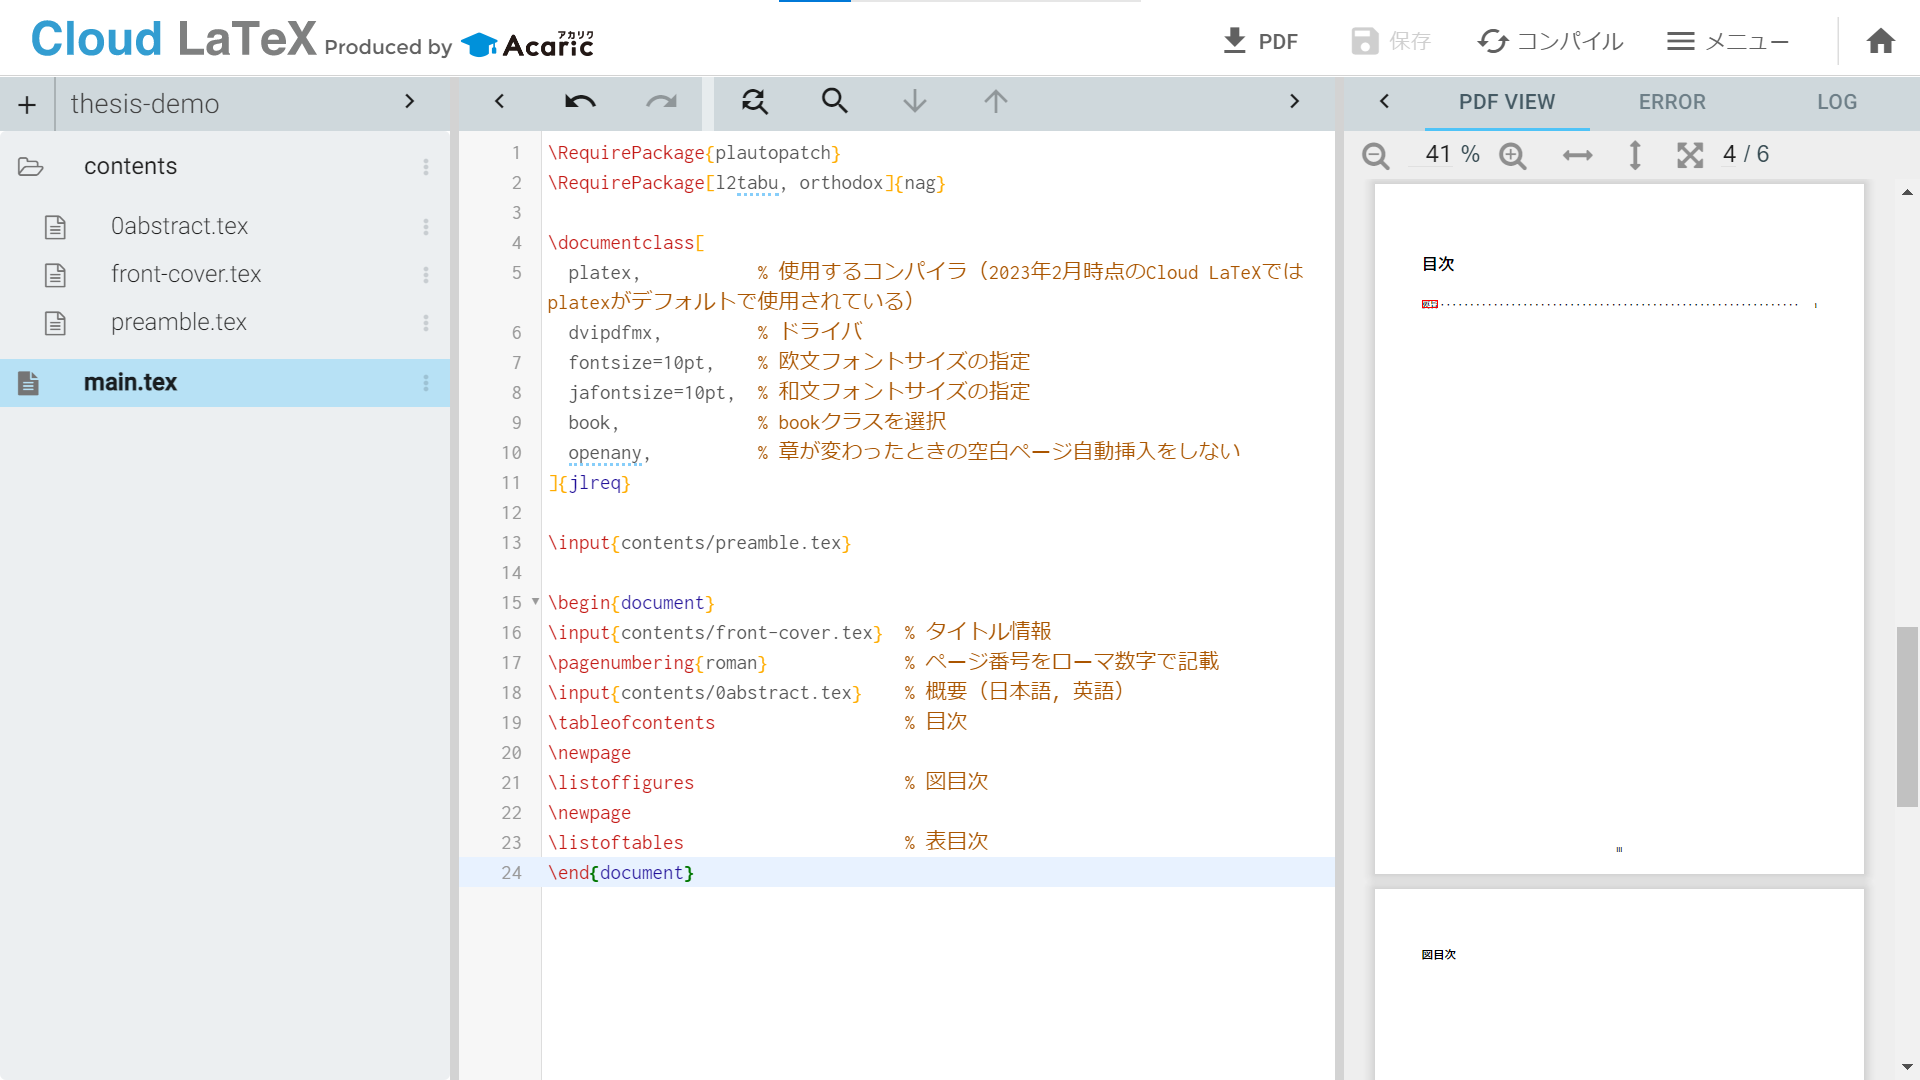 Cloud LaTeX Produced by アカリク Acaric
PDF
保存
コンパイル
メニュー
thesis-demo
contents
0abstract.tex
front-cover.tex
preamble.tex
main.tex
1 \RequirePackage{plautopatch}
2 \RequirePackage[l2tabu, orthodox]{nag}
3
4 \documentclass[
5 platex, % 使用するコンパイラ（2023年2月時点のCloud LaTeXでは
platexがデフォルトで使用されている）
6 dvipdfmx, % ドライバ
7 fontsize=10pt, % 欧文フォントサイズの指定
8 jafontsize=10pt, % 和文フォントサイズの指定
9 book, % bookクラスを選択
10 openany, % 章が変わったときの空白ページ自動挿入をしない
11 ]{jlreq}
12
13 \input{contents/preamble.tex}
14
15 \begin{document}
16 \input{contents/front-cover.tex} % タイトル情報
17 \pagenumbering{roman} % ページ番号をローマ数字で記載
18 \input{contents/0abstract.tex} % 概要（日本語, 英語）
19 \tableofcontents % 目次
20 \newpage
21 \listoffigures % 図目次
22 \newpage
23 \listoftables % 表目次
24 \end{document}
PDF VIEW
ERROR
LOG
41 %
4 / 6
目次
iii
図目次